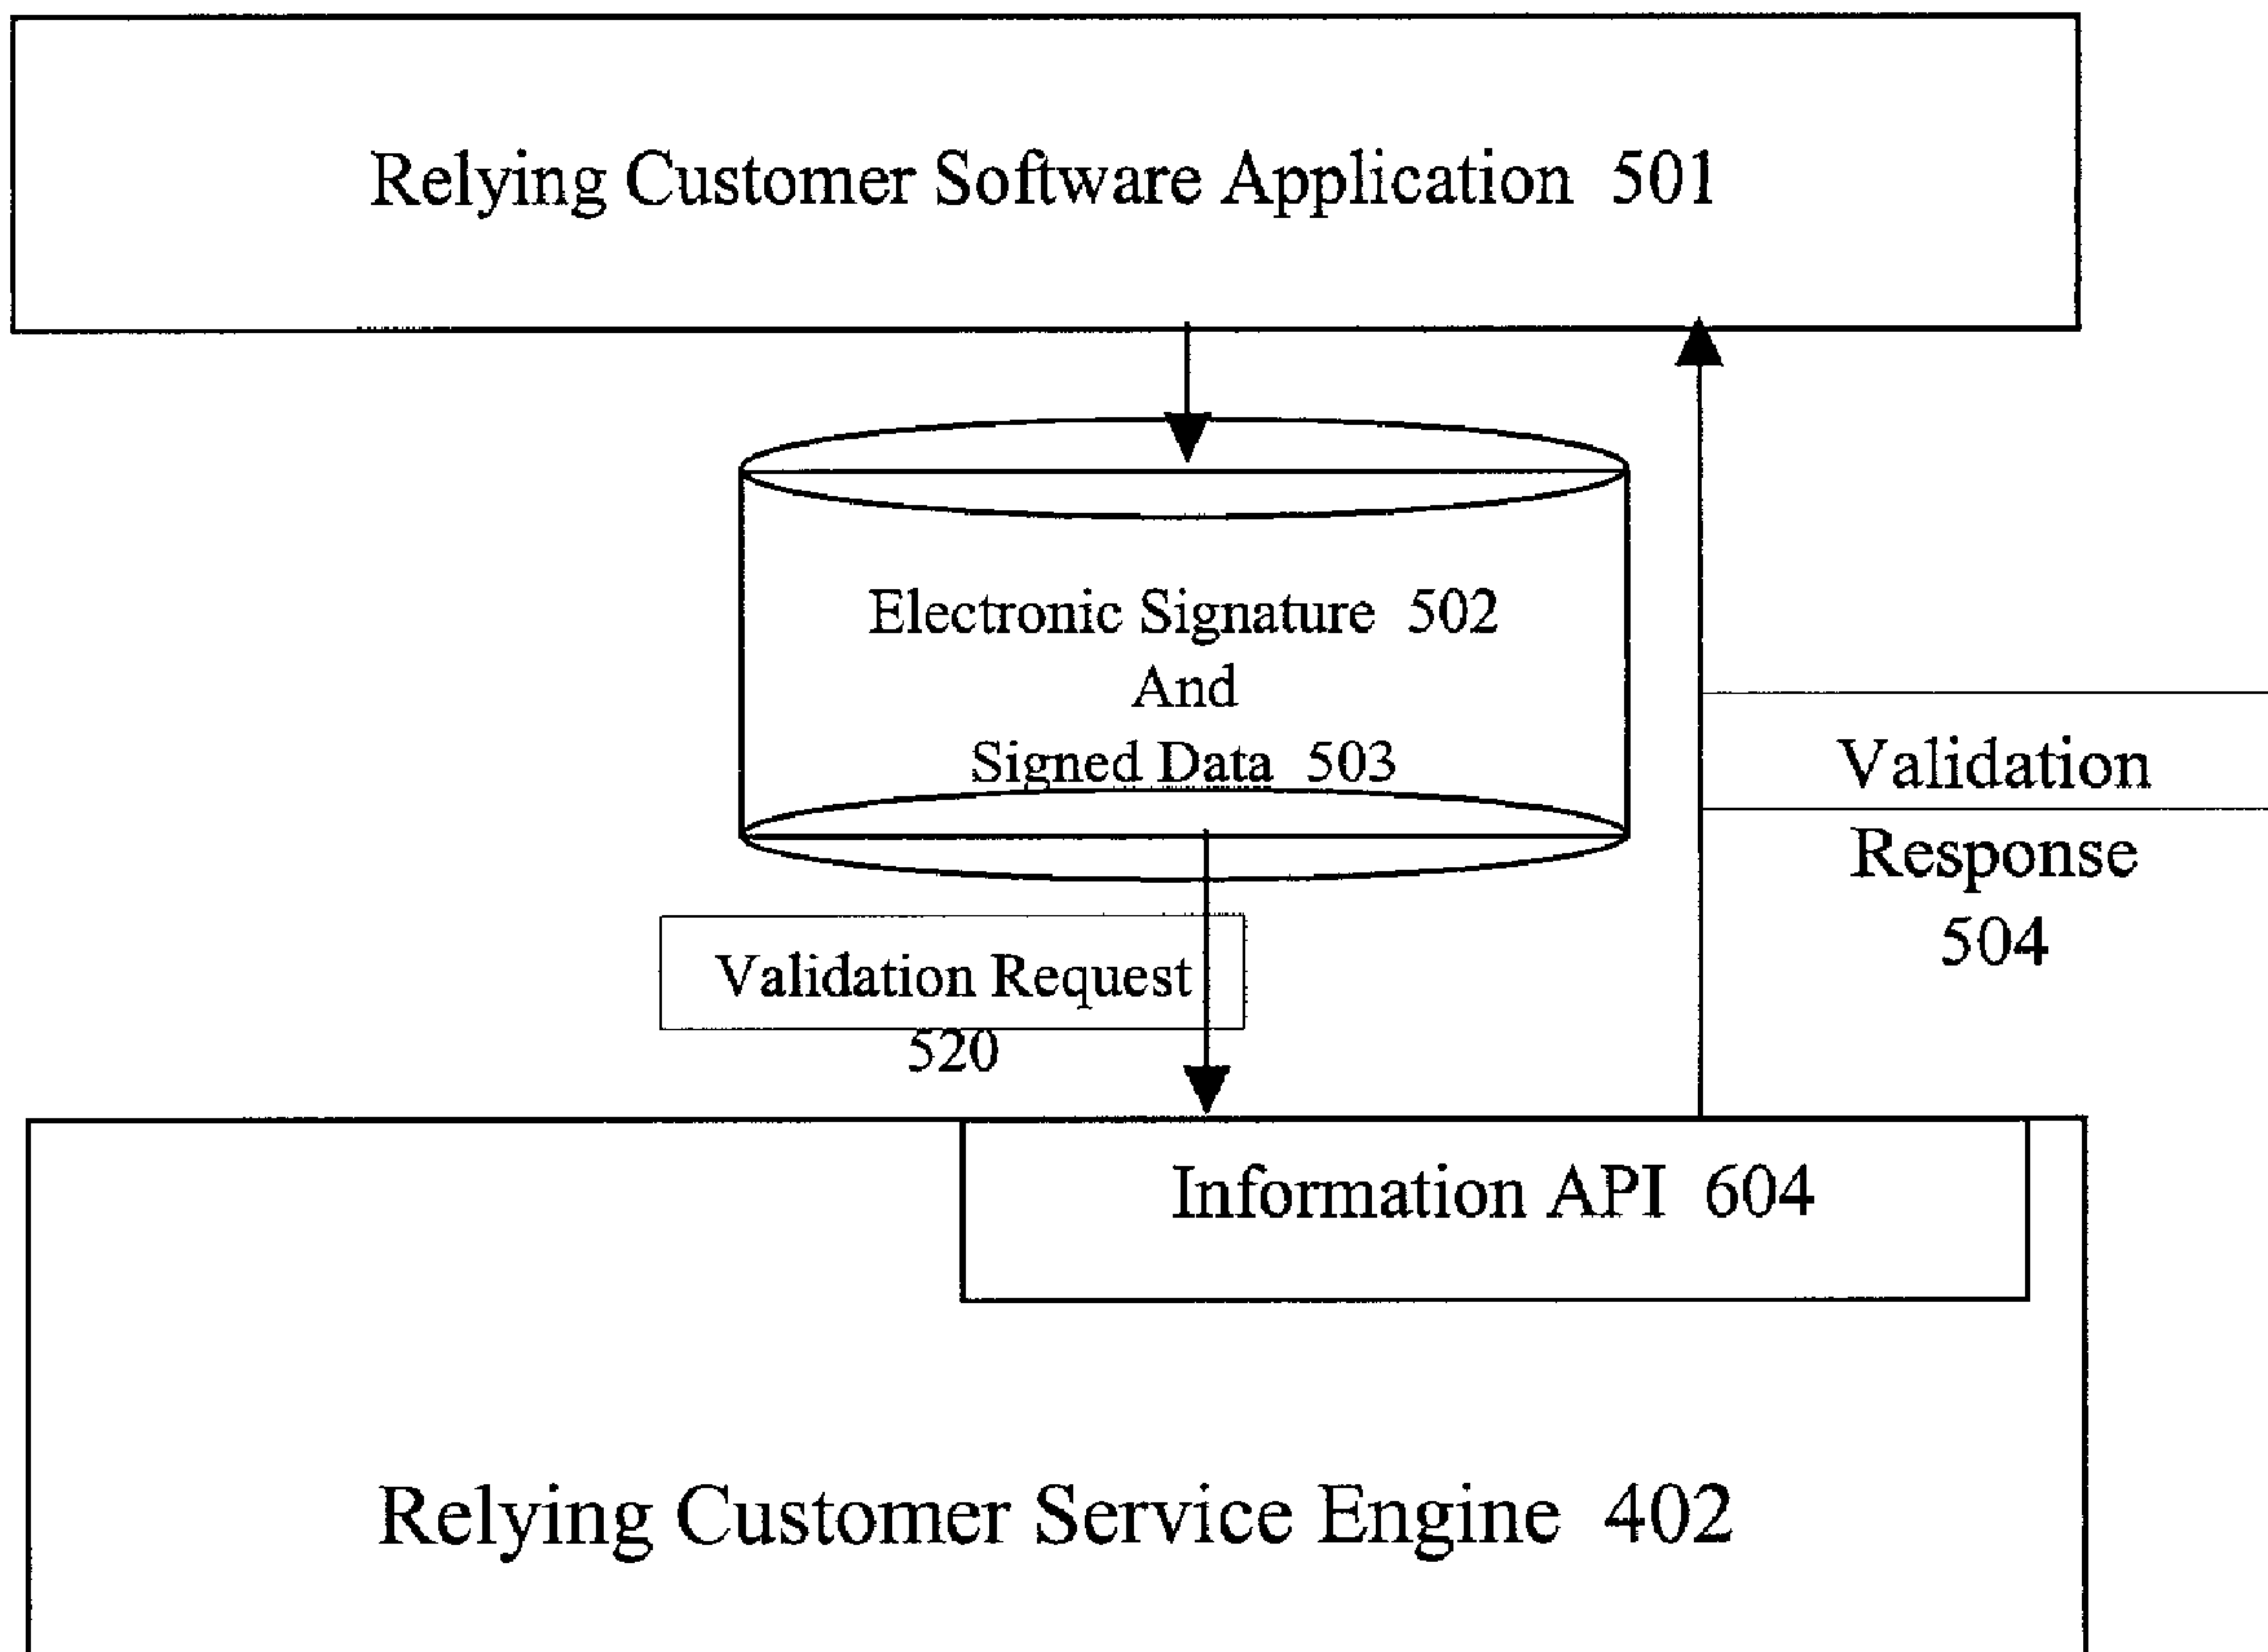 Relying Customer Software Application 501
Electronic Signature 502
And
Signed Data 503
Validation
Response
504
Validation Request
520
Information API 604
Relying Customer Service Engine 402